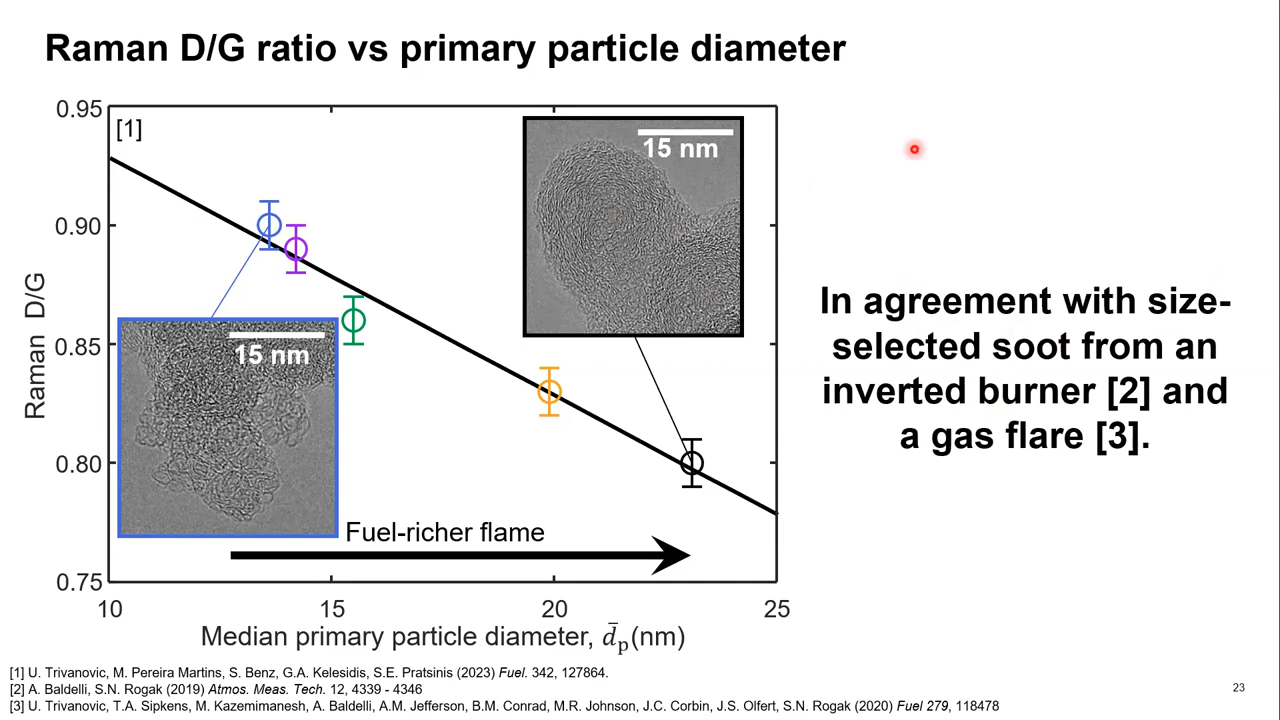 Raman D/G ratio vs primary particle diameter
0.95
0.90
0.85
0.80
0.75
Raman D/G
[1]
15 nm
15 nm
Fuel-richer flame
10
15
20
25
Median primary particle diameter, d̄p(nm)
In agreement with size-
selected soot from an
inverted burner [2] and
a gas flare [3].
[1] U. Trivanovic, M. Pereira Martins, S. Benz, G.A. Kelesidis, S.E. Pratsinis (2023) Fuel. 342, 127864.
[2] A. Baldelli, S.N. Rogak (2019) Atmos. Meas. Tech. 12, 4339 - 4346
[3] U. Trivanovic, T.A. Sipkens, M. Kazemimanesh, A. Baldelli, A.M. Jefferson, B.M. Conrad, M.R. Johnson, J.C. Corbin, J.S. Olfert, S.N. Rogak (2020) Fuel 279, 118478
23